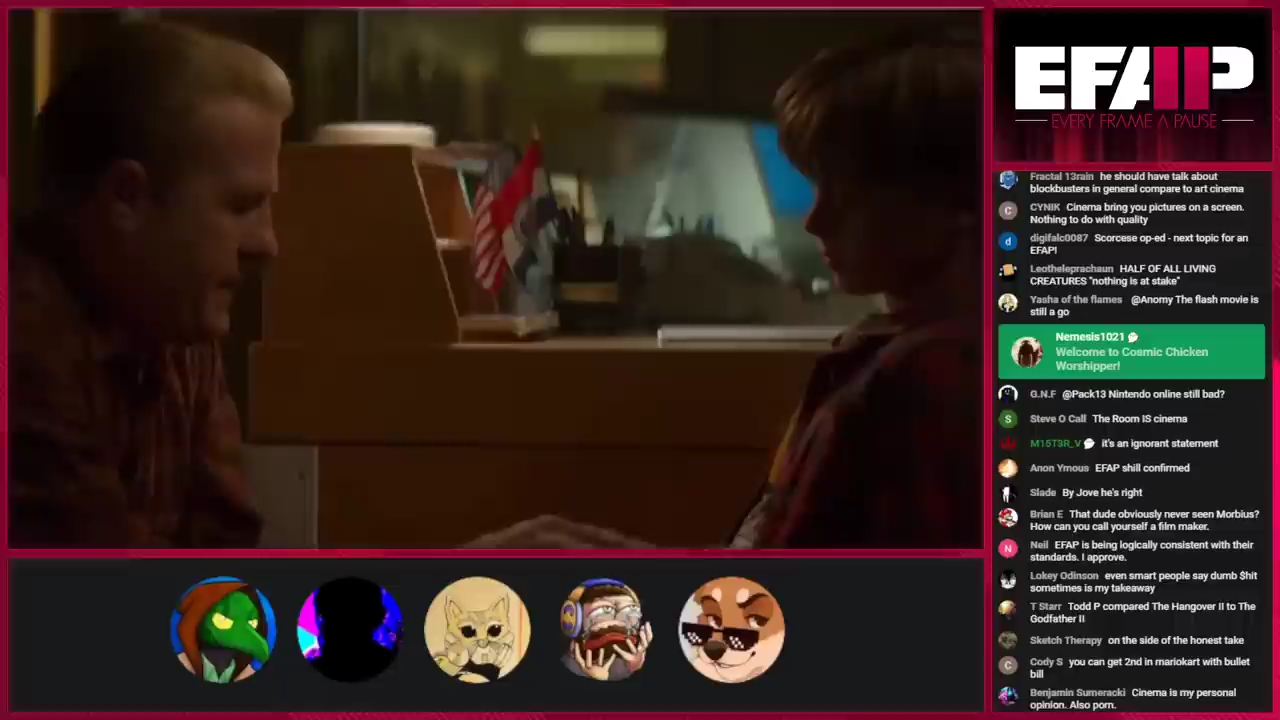 EFAP
EVERY FRAME A PAUSE
Fractal 13rain he should have talk about
blockbusters in general compare to art cinema
C
CYNIK Cinema bring you pictures on a screen.
Nothing to do with quality
d
digifalc0087 Scorcese op-ed - next topic for an
EFAP!
Leotheleprachaun HALF OF ALL LIVING
CREATURES "nothing is at stake"
Yasha of the flames @Anomy The flash movie is
still a go
Nemesis1021
Welcome to Cosmic Chicken
Worshipper!
G.N.F @Pack13 Nintendo online still bad?
S
Steve O Call The Room IS cinema
M1ST3R_V it's an ignorant statement
Anon Ymous EFAP shill confirmed
Slade By Jove he's right
Brian E That dude obviously never seen Morbius?
How can you call yourself a film maker.
N
Neil EFAP is being logically consistent with their
standards. I approve.
Lokey Odinson even smart people say dumb $hit
sometimes is my takeaway
T Starr Todd P compared The Hangover II to The
Godfather II
Sketch Therapy on the side of the honest take
C
Cody S you can get 2nd in mariokart with bullet
bill
Benjamin Sumeracki Cinema is my personal
opinion. Also porn.